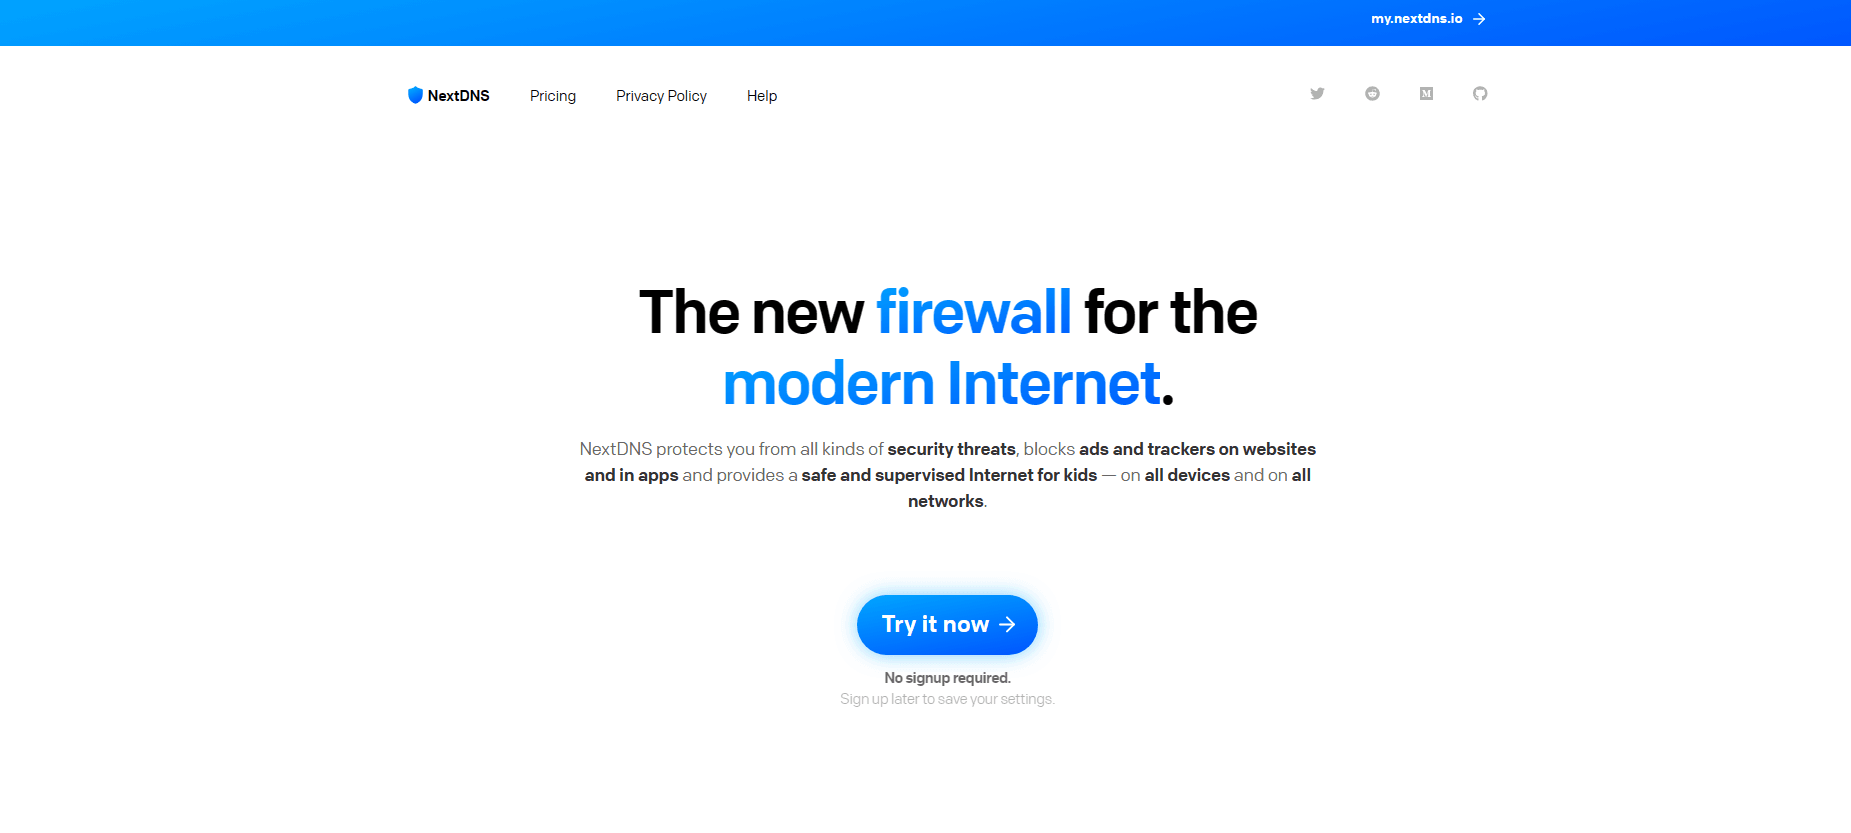 my.nextdns.io
NextDNS Pricing Privacy Policy Help
The new firewall for the
modern Internet.
NextDNS protects you from all kinds of security threats, blocks ads and trackers on websites
and in apps and provides a safe and supervised Internet for kids — on all devices and on all
networks.
Try it now
No signup required.
Sign up later to save your settings.